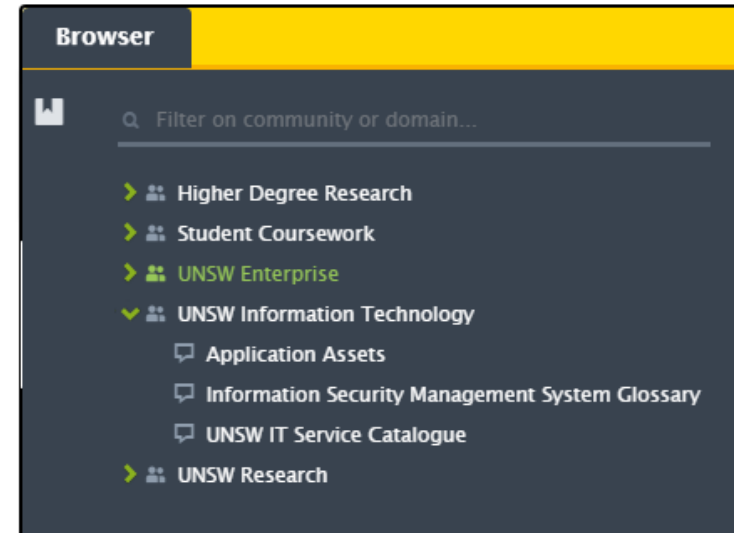 Browser
Filter on community or domain...
Higher Degree Research
Student Coursework
UNSW Enterprise
UNSW Information Technology
Application Assets
Information Security Management System Glossary
UNSW IT Service Catalogue
UNSW Research